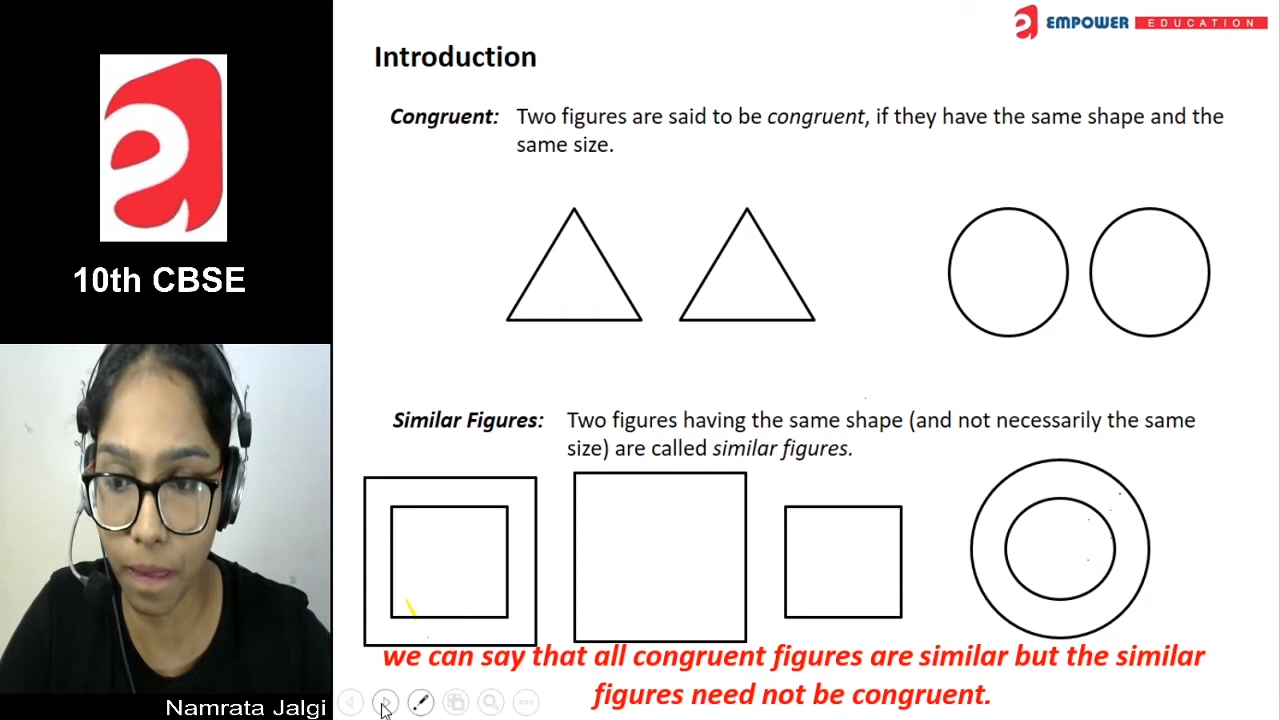 EMPOWER EDUCATION
Introduction
Congruent: Two figures are said to be congruent, if they have the same shape and the
same size.
10th CBSE
Similar Figures: Two figures having the same shape (and not necessarily the same
size) are called similar figures.
we can say that all congruent figures are similar but the similar
figures need not be congruent.
Namrata Jalgi